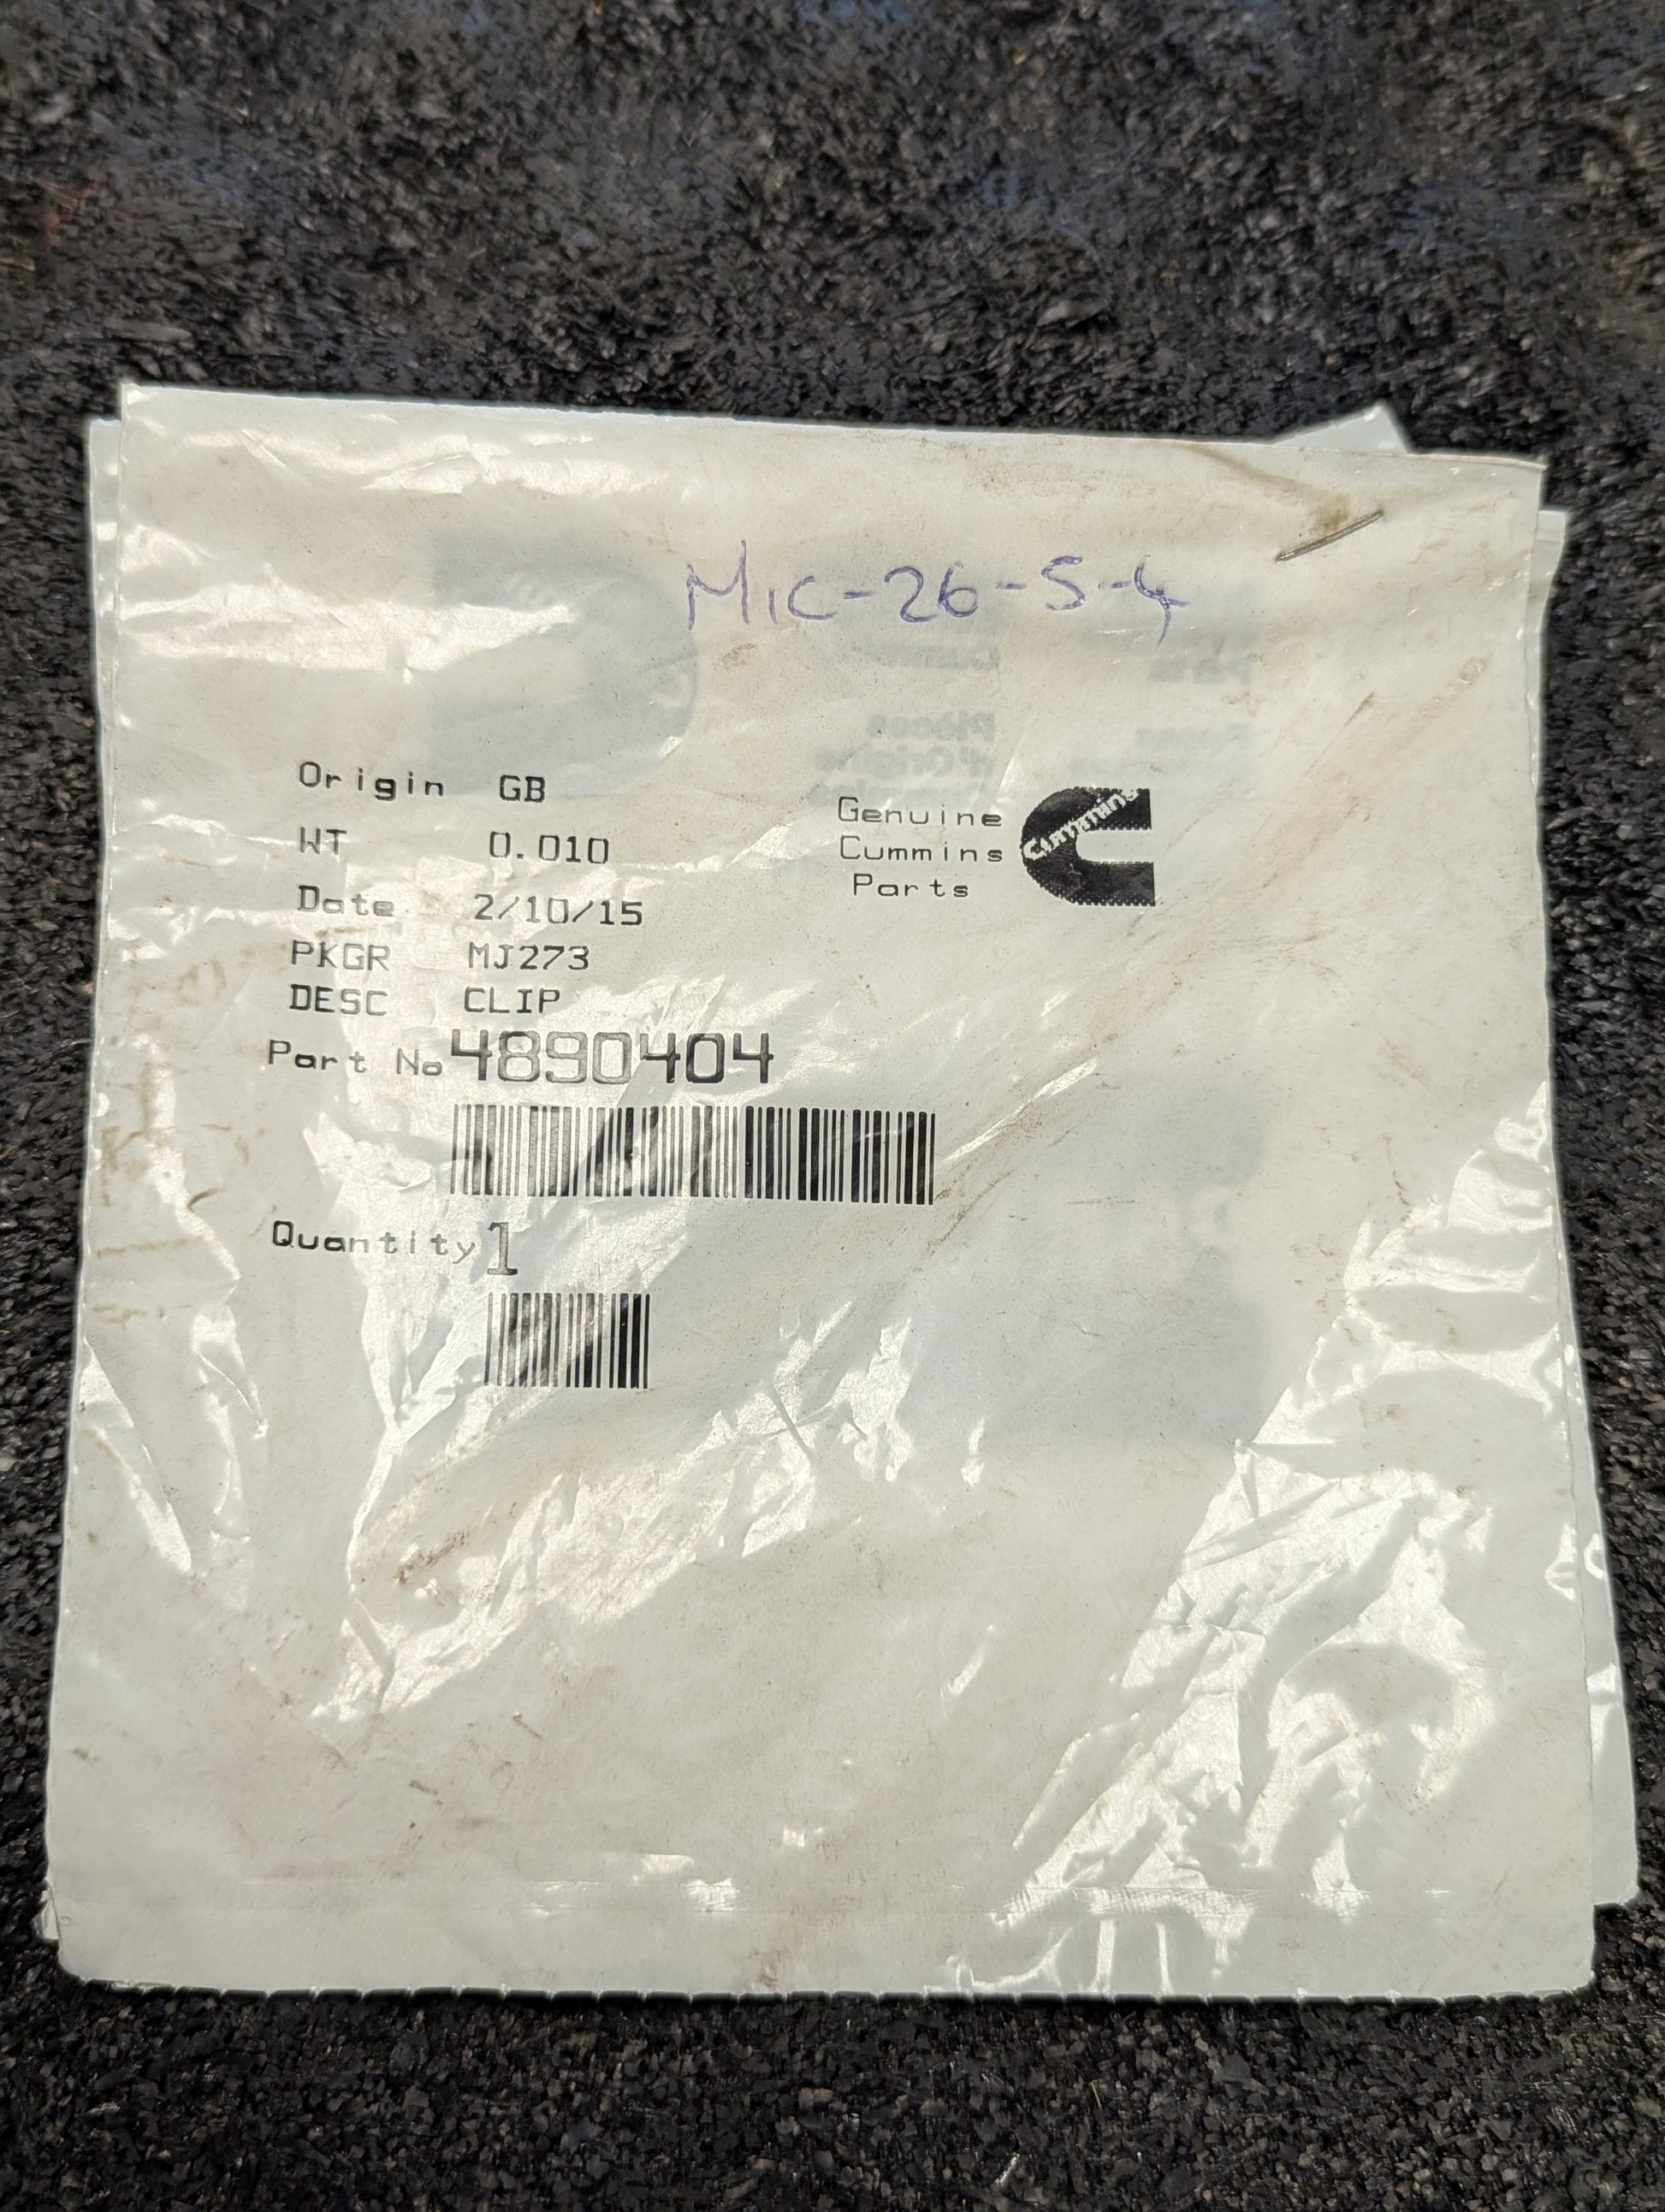 MIC-26-S-4
Origin GB
WT 0.010
Date 2/10/15
PKGR MJ273
DESC CLIP
Part No 4890404
Quantity 1
Genuine
Cummins
Parts
Cummins